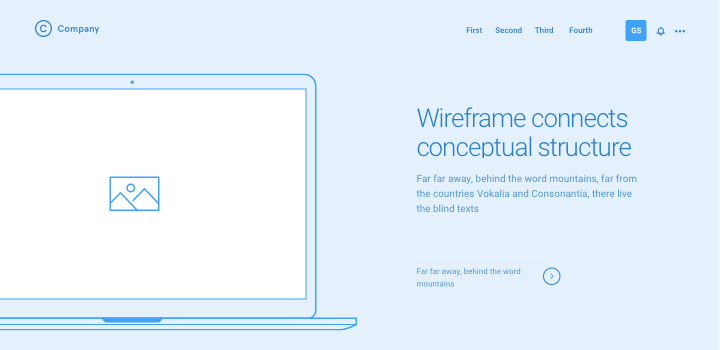 C Company
First Second Third Fourth GS
Wireframe connects
conceptual structure
Far far away, behind the word mountains, far from
the countries Vokalia and Consonantia, there live
the blind texts
Far far away, behind the word
mountains